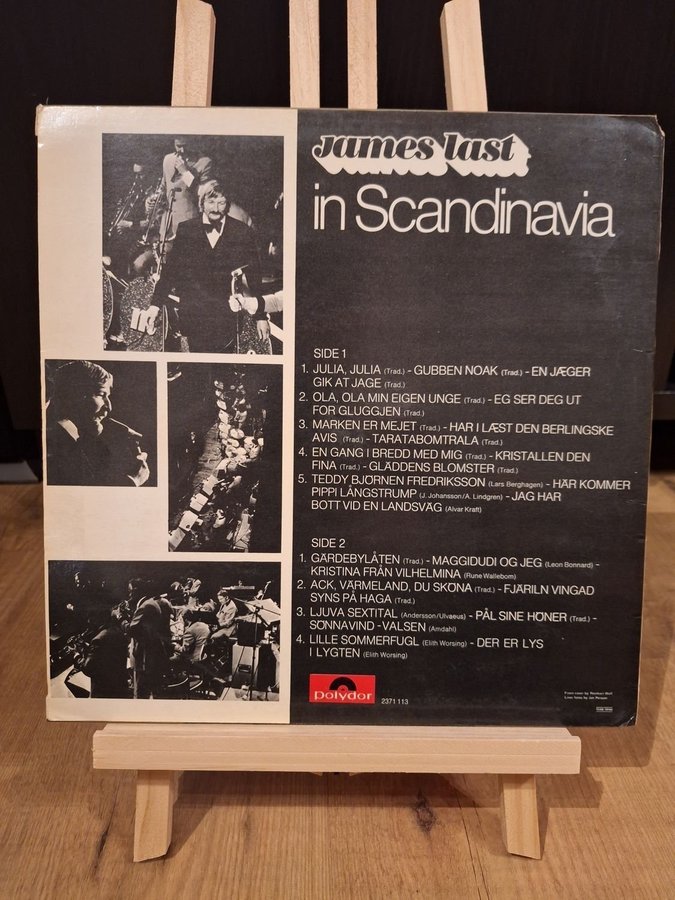 James last
in Scandinavia
SIDE 1
1. JULIA, JULIA (Trad.) - GUBBEN NOAK (Trad.) - EN JÆGER
GIK AT JAGE (Trad.)
2. OLA, OLA MIN EIGEN UNGE (Trad.) - EG SER DEG UT
FOR GLUGGJEN (Trad.)
3. MARKEN ER MEJET (Trad.) - HAR I LÆST DEN BERLINGSKE
AVIS (Trad.) - TARATABOMTRALA (Trad.)
4. EN GANG I BREDD MED MIG (Trad.) - KRISTALLEN DEN
FINA (Trad.) - GLÄDDENS BLOMSTER (Trad.)
5. TEDDY BJÖRNEN FREDRIKSSON (Lars Berghagen) - HÄR KOMMER
PIPPI LÅNGSTRUMP (J. Johansson/A. Lindgren) - JAG HAR
BOTT VID EN LANDSVÄG (Alvar Kraft)
SIDE 2
1. GÄRDEBYLÅTEN (Trad.) - MAGGIDUDI OG JEG (Leon Bonnard) -
KRISTINA FRÅN VILHELMINA (Rune Wallebom)
2. ACK, VÄRMELAND, DU SKÖNA (Trad.) - FJÄRILN VINGAD
SYNS PÅ HAGA (Trad.)
3. LJUVA SEXTITAL (Andersson/Ulvaeus) - PÅL SINE HÖNER (Trad.) -
SÖNNAVIND-VALSEN (Amdahl)
4. LILLE SOMMERFUGL (Elith Worsing) - DER ER LYS
I LYGTEN (Elith Worsing)
polydor
2371 113